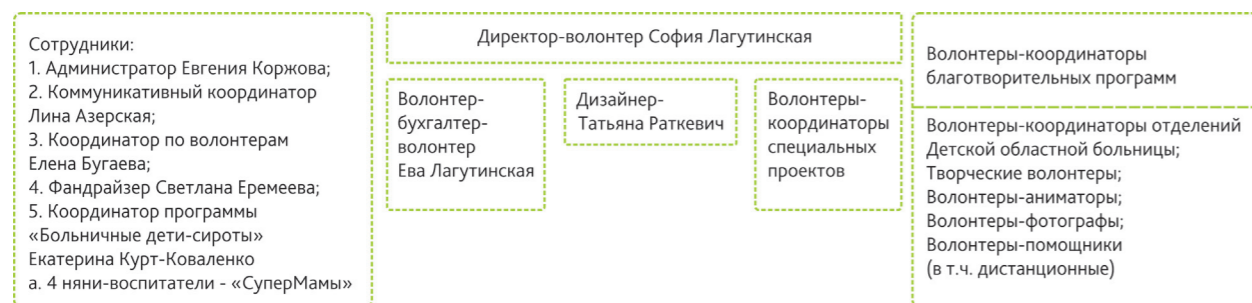 Сотрудники:
1. Администратор Евгения Коржова;
2. Коммуникативный координатор
Лина Азерская;
3. Координатор по волонтерам
Елена Бугаева;
4. Фандрайзер Светлана Еремеева;
5. Координатор программы
«Больничные дети-сироты»
Екатерина Курт-Коваленко
а. 4 няни-воспитатели - «СуперМамы»
Директор-волонтер София Лагутинская
Волонтер-
бухгалтер-
волонтер
Ева Лагутинская
Дизайнер-
Татьяна Раткевич
Волонтеры-
координаторы
специальных
проектов
Волонтеры-координаторы
благотворительных программ
Волонтеры-координаторы отделений
Детской областной больницы;
Творческие волонтеры;
Волонтеры-аниматоры;
Волонтеры-фотографы;
Волонтеры-помощники
(в т.ч. дистанционные)